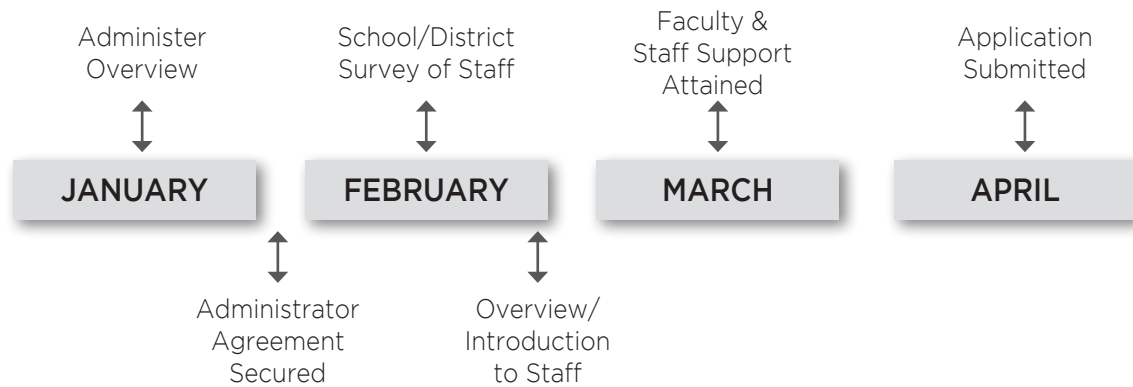 Administer
Overview
School/District
Survey of Staff
Faculty &
Staff Support
Attained
Application
Submitted
JANUARY
FEBRUARY
MARCH
APRIL
Administrator
Agreement
Secured
Overview/
Introduction
to Staff